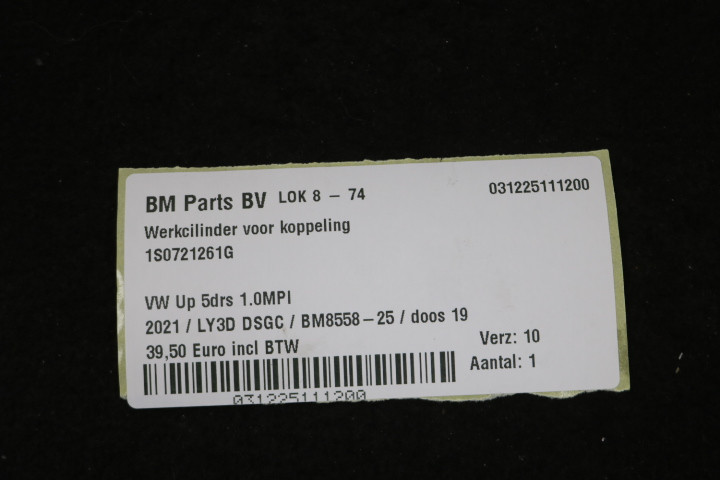 BM Parts BV LOK 8 – 74 031225111200
Werkcilinder voor koppeling
1S0721261G
VW Up 5drs 1.0MPI
2021 / LY3D DSGC / BM8558–25 / doos 19
39,50 Euro incl BTW Verz: 10
Aantal: 1
031225111200